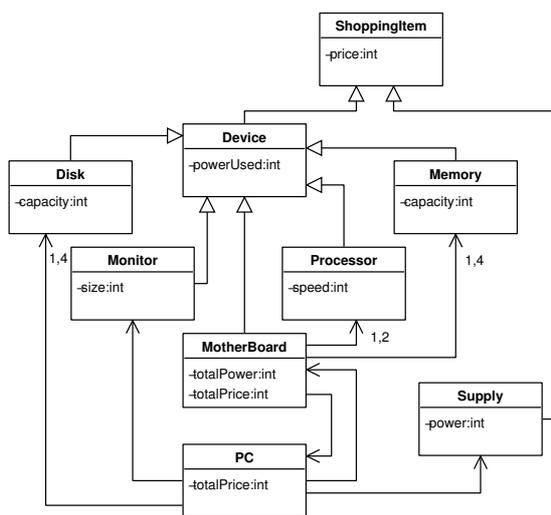 ShoppingItem
-price:int
Device
-powerUsed:int
Disk
-capacity:int
Memory
-capacity:int
1,4
Monitor
-size:int
Processor
-speed:int
1,4
1,2
MotherBoard
-totalPower:int
-totalPrice:int
Supply
-power:int
PC
-totalPrice:int